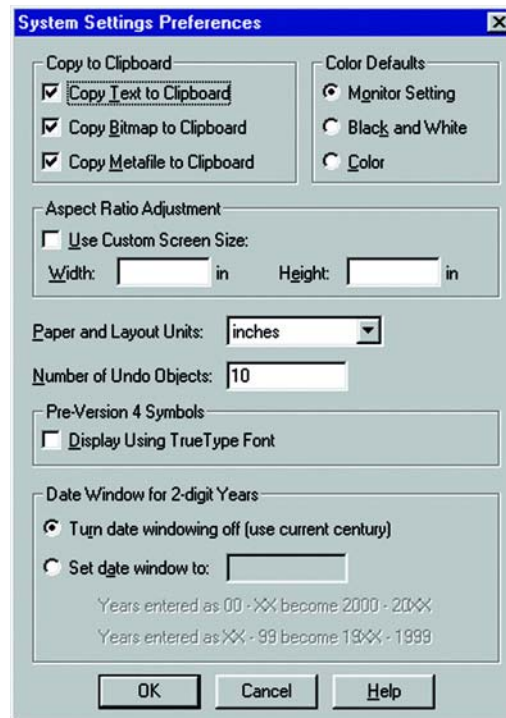 System Settings Preferences
Copy to Clipboard
Copy Text to Clipboard
Copy Bitmap to Clipboard
Copy Metafile to Clipboard
Color Defaults
Monitor Setting
Black and White
Color
Aspect Ratio Adjustment
Use Custom Screen Size:
Width: in Height: in
Paper and Layout Units: inches
Number of Undo Objects: 10
Pre-Version 4 Symbols
Display Using TrueType Font
Date Window for 2-digit Years
Turn date windowing off (use current century)
Set date window to:
Years entered as 00 - XX become 2000 - 20XX
Years entered as XX - 99 become 19XX - 1999
OK Cancel Help